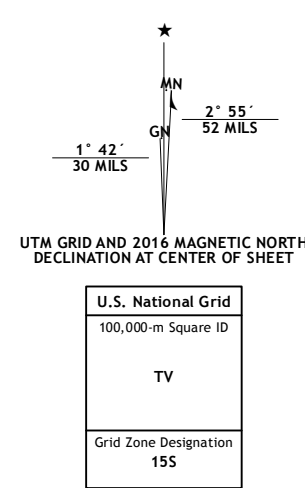 ★
MN
GN
2° 55´
52 MILS
1° 42´
30 MILS
UTM GRID AND 2016 MAGNETIC NORTH
DECLINATION AT CENTER OF SHEET
U.S. National Grid
100,000-m Square ID
TV
Grid Zone Designation
15S